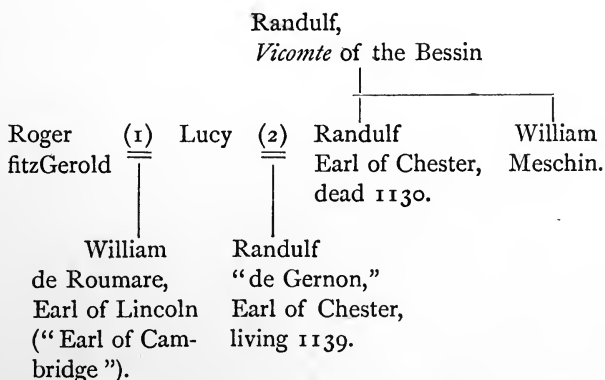 Randulf,
Vicomte of the Bessin
Roger (1) Lucy (2) Randulf William
fitzGerold Earl of Chester, Meschin.
dead 1130.
William Randulf
de Roumare, "de Gernon,"
Earl of Lincoln Earl of Chester,
("Earl of Cam- living 1139.
bridge").